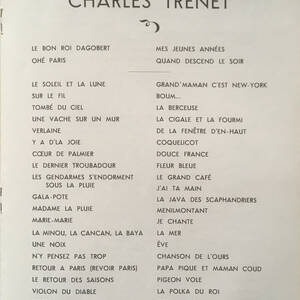 CHARLES TRENET
LE BON ROI DAGOBERT
OHÉ PARIS
MES JEUNES ANNÉES
QUAND DESCEND LE SOIR
LE SOLEIL ET LA LUNE
SUR LE FIL
TOMBÉ DU CIEL
UNE VACHE SUR UN MUR
VERLAINE
Y A D'LA JOIE
CŒUR DE PALMIER
LE DERNIER TROUBADOUR
LES GENDARMES S'ENDORMENT
SOUS LA PLUIE
GALA-POTE
MADAME LA PLUIE
MARIE-MARIE
LA MINOU, LA CANCAN, LA BAYA
UNE NOIX
N'Y PENSEZ PAS TROP
RETOUR A PARIS (REVOIR PARIS)
LE RETOUR DES SAISONS
VIOLON DU DIABLE
GRAND'MAMAN C'EST NEW-YORK
BOUM...
LA BERCEUSE
LA CIGALE ET LA FOURMI
DE LA FENÊTRE D'EN-HAUT
COQUELICOT
DOUCE FRANCE
FLEUR BLEUE
LE GRAND CAFÉ
J'AI TA MAIN
LA JAVA DES SCAPHANDRIERS
MENILMONTANT
JE CHANTE
LA MER
ÈVE
CHANSON DE L'OURS
PAPA PIQUE ET MAMAN COUD
PIGEON VOLE
LA POLKA DU ROI